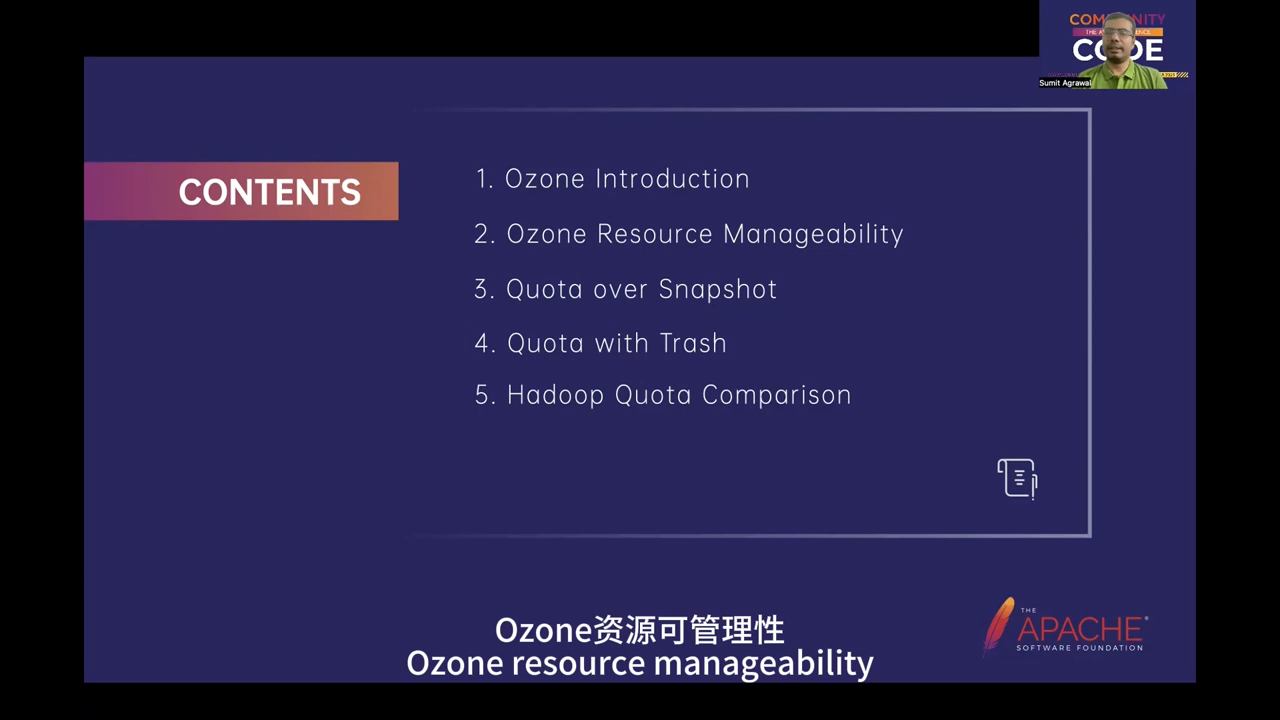 COMMUNITY
CODE
Sumit Agrawal
CONTENTS
1. Ozone Introduction
2. Ozone Resource Manageability
3. Quota over Snapshot
4. Quota with Trash
5. Hadoop Quota Comparison
THE
APACHE®
SOFTWARE FOUNDATION
Ozone资源可管理性
Ozone resource manageability